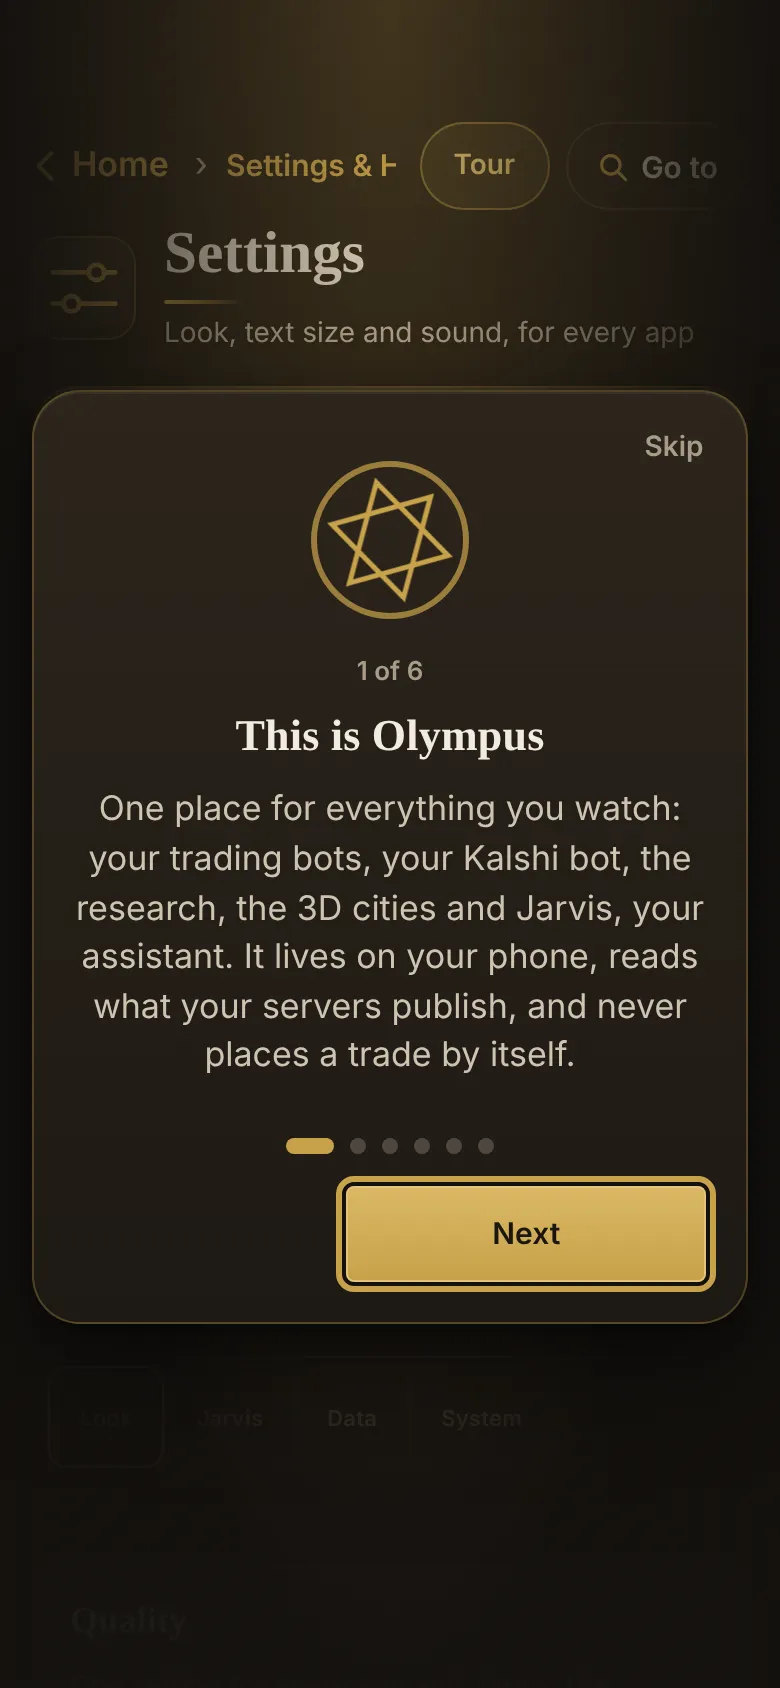 Home › Settings & H Tour Go to
Settings
Look, text size and sound, for every app
Skip
1 of 6
This is Olympus
One place for everything you watch:
your trading bots, your Kalshi bot, the
research, the 3D cities and Jarvis, your
assistant. It lives on your phone, reads
what your servers publish, and never
places a trade by itself.
Next
Look Jarvis Data System
Quality